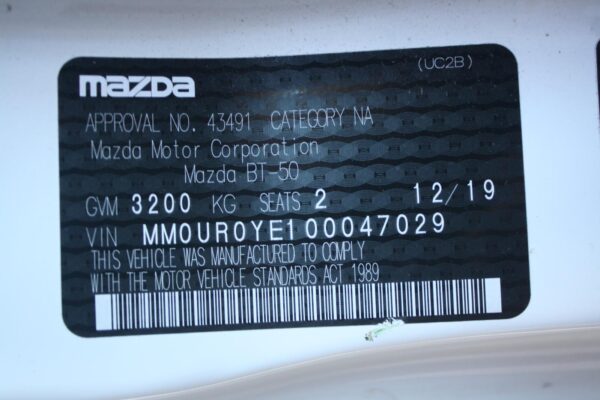 (UC2B)
mazda
APPROVAL NO. 43491 CATEGORY NA
Mazda Motor Corporation
Mazda BT-50
GVM 3200 KG SEATS 2 12/19
VIN MM0UR0YE100047029
THIS VEHICLE WAS MANUFACTURED TO COMPLY
WITH THE MOTOR VEHICLE STANDARDS ACT 1989